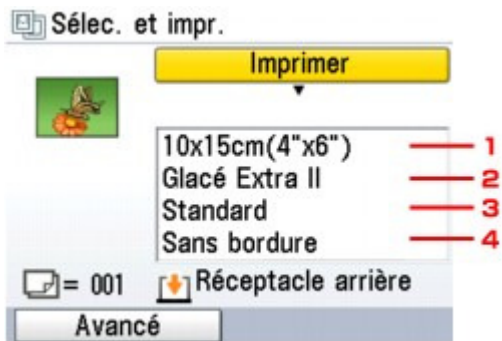 Sélec. et impr.
Imprimer
10x15cm(4"x6") 1
Glacé Extra II 2
Standard 3
Sans bordure 4
= 001 Réceptacle arrière
Avancé